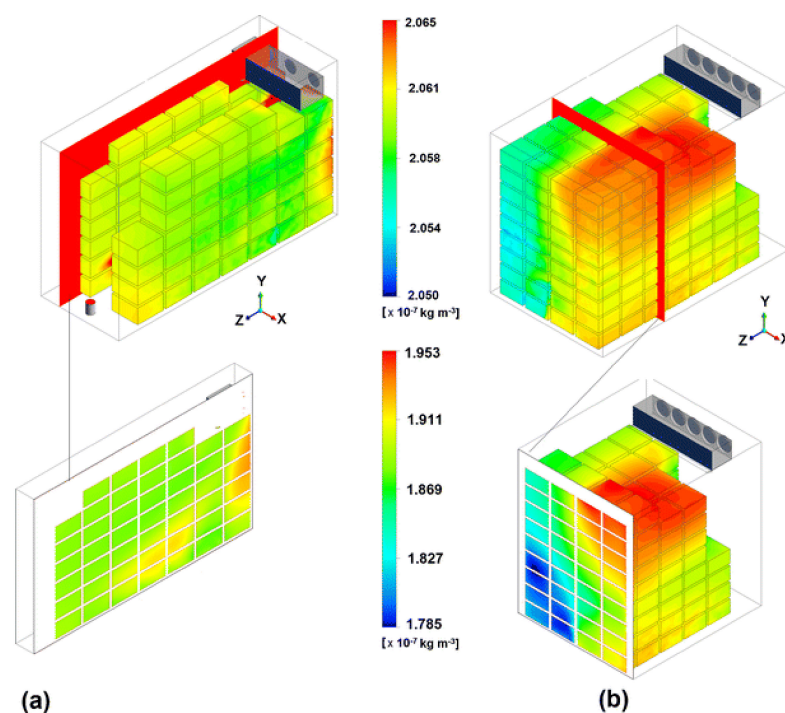 2.065
2.061
2.058
2.054
2.050
[ x 10⁻⁷ kg m⁻³]
Y
Z
X
Y
Z
X
1.953
1.911
1.869
1.827
1.785
[ x 10⁻⁷ kg m⁻³]
(a)
(b)